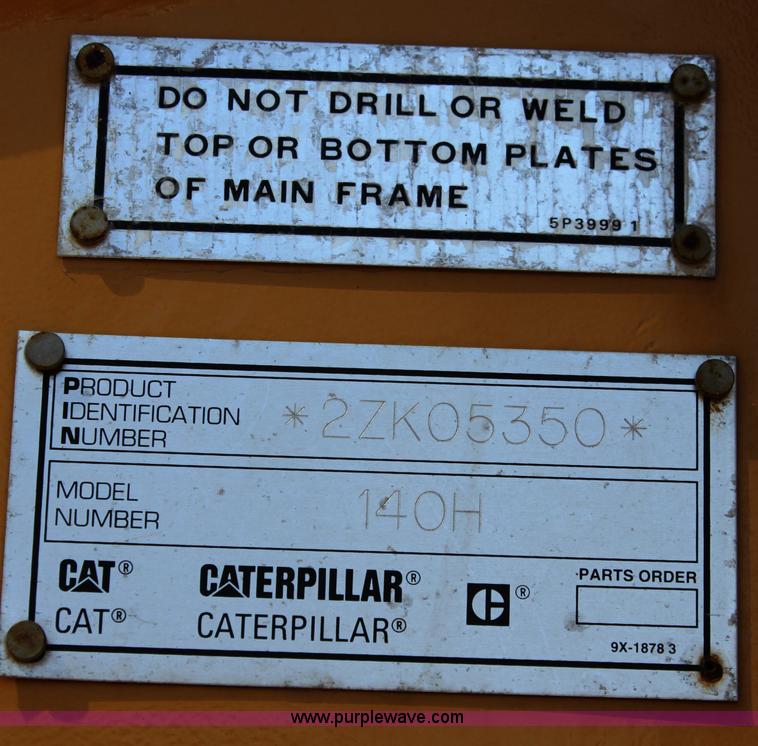 DO NOT DRILL OR WELD
TOP OR BOTTOM PLATES
OF MAIN FRAME
5P3999 1
PRODUCT
IDENTIFICATION
NUMBER
*2ZK05350*
MODEL
NUMBER
140H
CAT® CATERPILLAR® ®
CAT® CATERPILLAR®
PARTS ORDER
9X-1878 3
www.purplewave.com